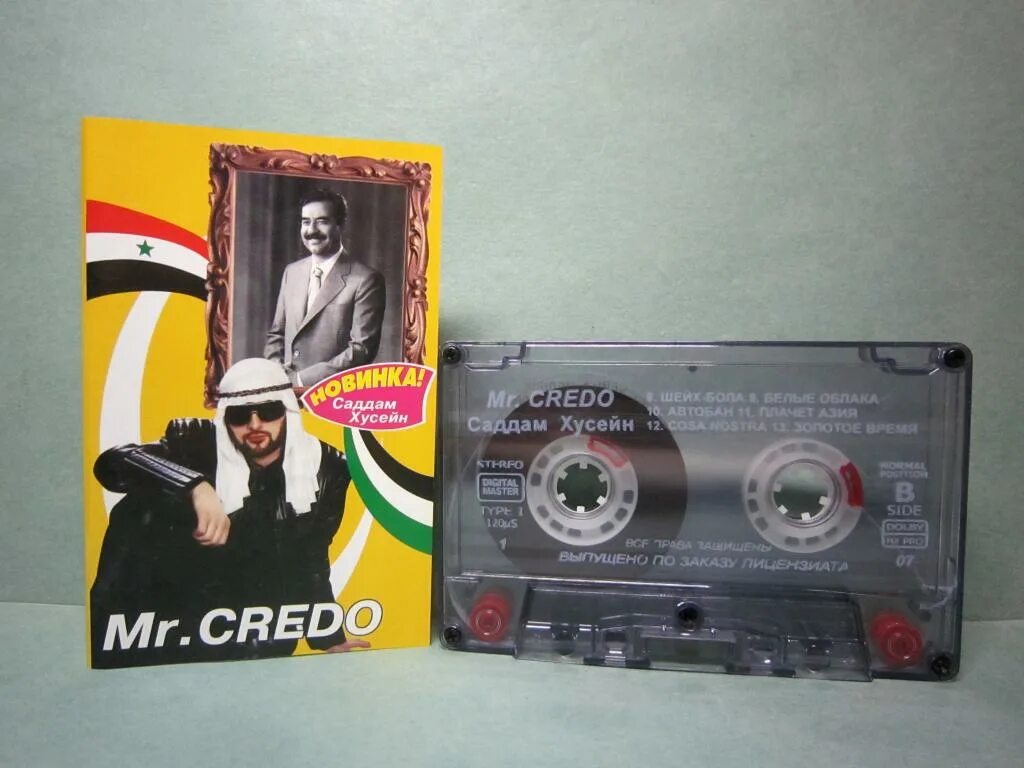 НОВИНКА!
Саддам
Хусейн
Mr.CREDO
Mr. CREDO
Саддам Хусейн
8. ШЕЙХ-БОЛА 9. БЕЛЫЕ ОБЛАКА
10. АВТОБАН 11. ПЛАЧЕТ АЗИЯ
12. COSA NOSTRA 13. ЗОЛОТОЕ ВРЕМЯ
STEREO
DIGITAL
MASTER
TYPE I
120µS
1
NORMAL
POSITION
B
SIDE
DOLBY
HX PRO
07
ВСЕ ПРАВА ЗАЩИЩЕНЫ
ВЫПУЩЕНО ПО ЗАКАЗУ ЛИЦЕНЗИАТА